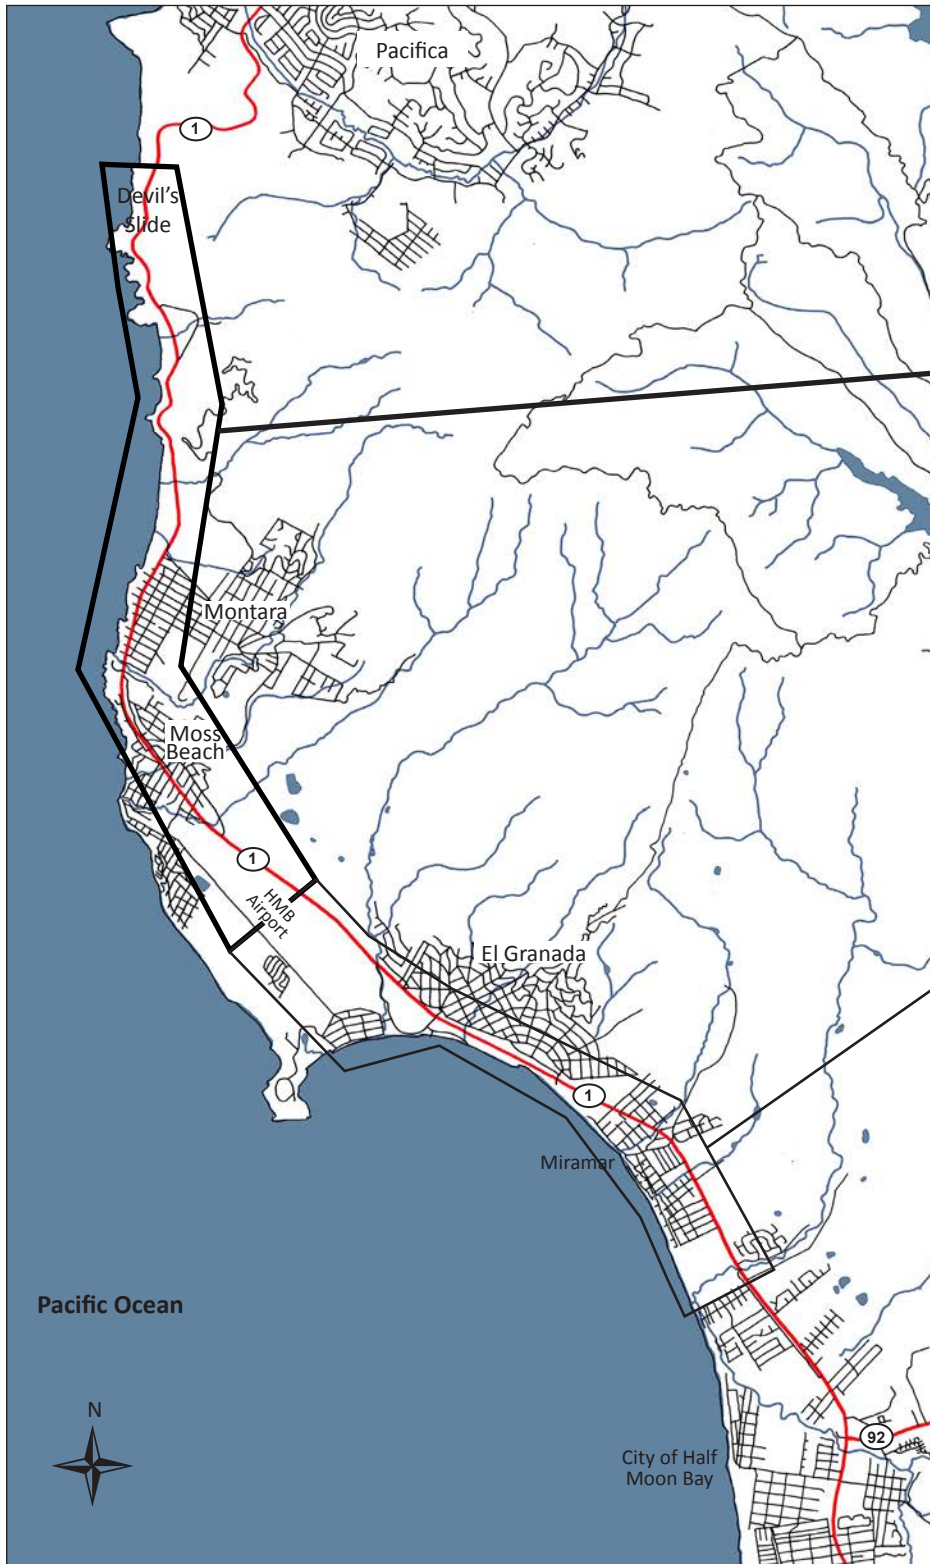 Pacifica
1
Devil's
Slide
Montara
Moss
Beach
1
HMB
Airport
El Granada
1
Miramar
Pacific Ocean
N
92
City of Half
Moon Bay